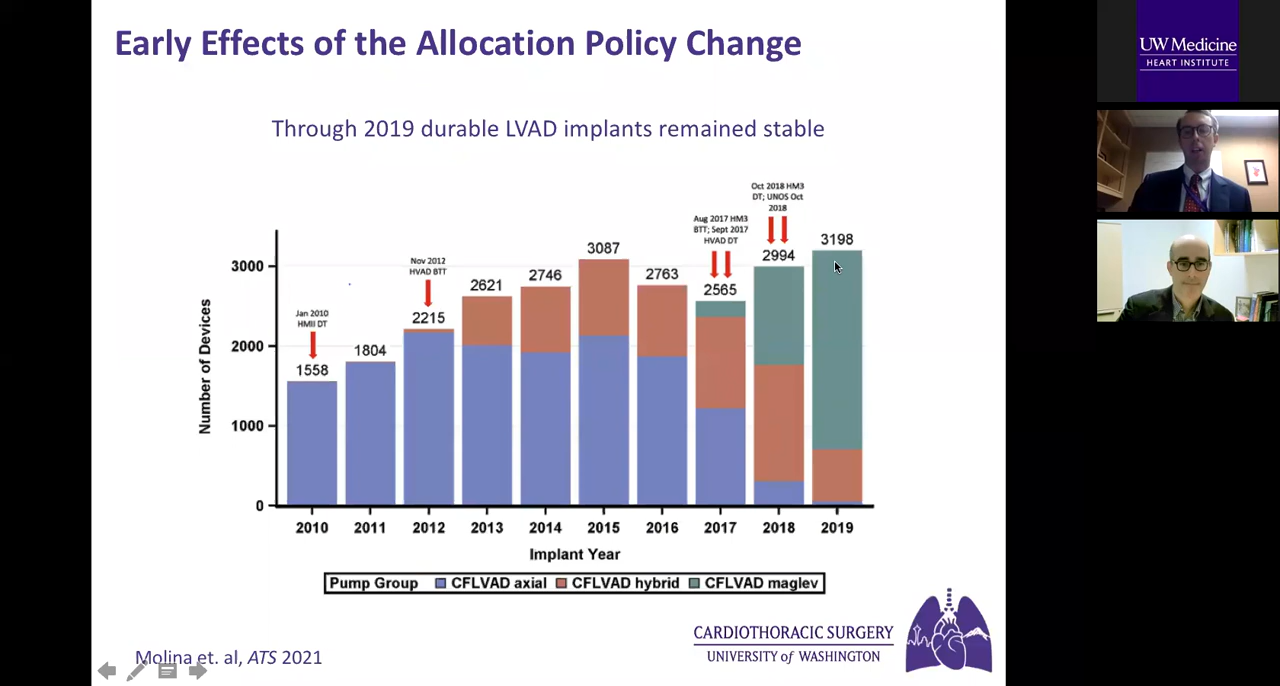 Early Effects of the Allocation Policy Change
Through 2019 durable LVAD implants remained stable
UW Medicine
HEART INSTITUTE
Number of Devices
3000
2000
1000
0
Jan 2010
HMII DT
1558
1804
Nov 2012
HVAD BTT
2215
2621
2746
3087
2763
Aug 2017 HM3
BTT; Sept 2017
HVAD DT
2565
Oct 2018 HM3
DT; UNOS Oct
2018
2994
3198
2010 2011 2012 2013 2014 2015 2016 2017 2018 2019
Implant Year
Pump Group CFLVAD axial CFLVAD hybrid CFLVAD maglev
Molina et. al, ATS 2021
CARDIOTHORACIC SURGERY
UNIVERSITY of WASHINGTON